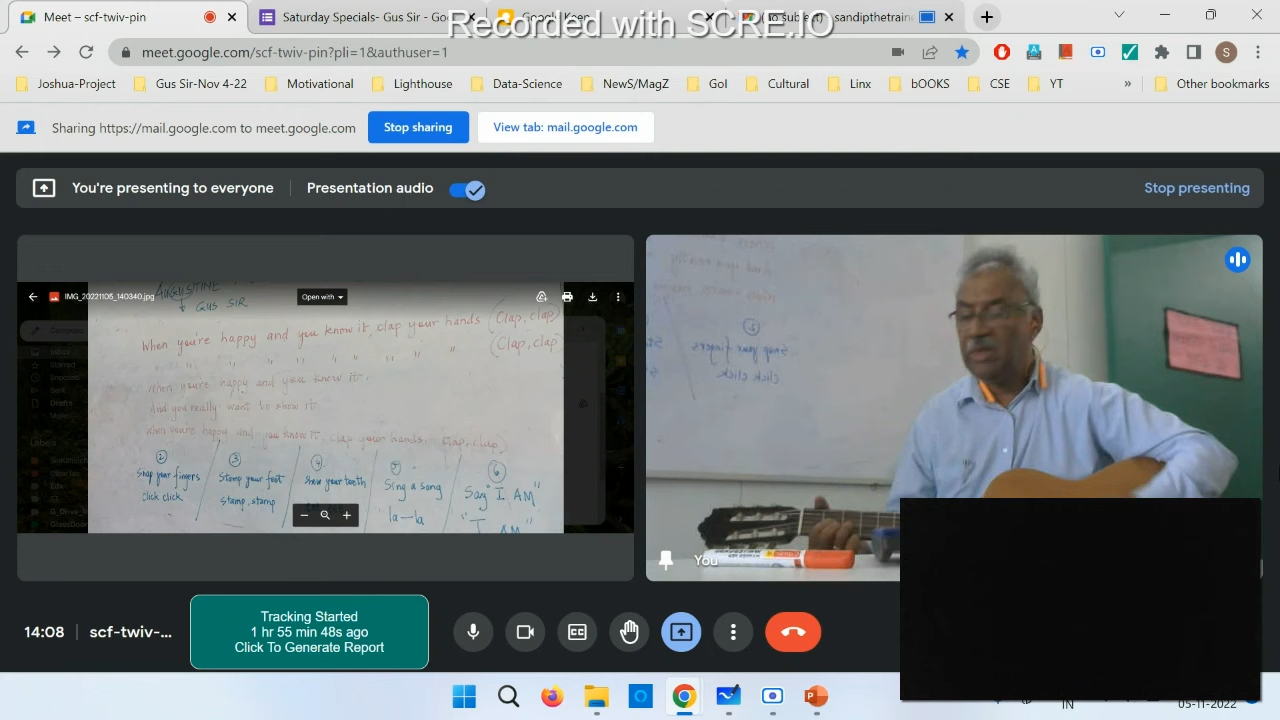 Meet – scf-twiv-pin
Saturday Specials- Gus Sir - Go
Google Keep
sandipthetrain
Recorded with SCRE.IO
meet.google.com/scf-twiv-pin?pli=1&authuser=1
S
Joshua-Project
Gus Sir-Nov 4-22
Motivational
Lighthouse
Data-Science
NewS/MagZ
GoI
Cultural
Linx
bOOKS
CSE
YT
»
Other bookmarks
Sharing https://mail.google.com to meet.google.com
Stop sharing
View tab: mail.google.com
You're presenting to everyone
Presentation audio
Stop presenting
IMG_20221105_140340.jpg
Open with
AUGUSTINE
GUS SIR
When you're happy and you know it, clap your hands (Clap, clap)
" " " " " " " " (Clap, clap
When you're happy and you know it,
And you really want to show it
When you're happy and you know it, clap your hands. (Clap, clap)
② Snap your fingers
click click
③ Stamp your feet
stamp, stamp
④ Show your teeth
⑤ Sing a song
la—la
⑥ Say "I AM"
"I AM"
②
Snap your fingers
click click
You
14:08
scf-twiv-...
Tracking Started
1 hr 55 min 48s ago
Click To Generate Report
IN
05-11-2022